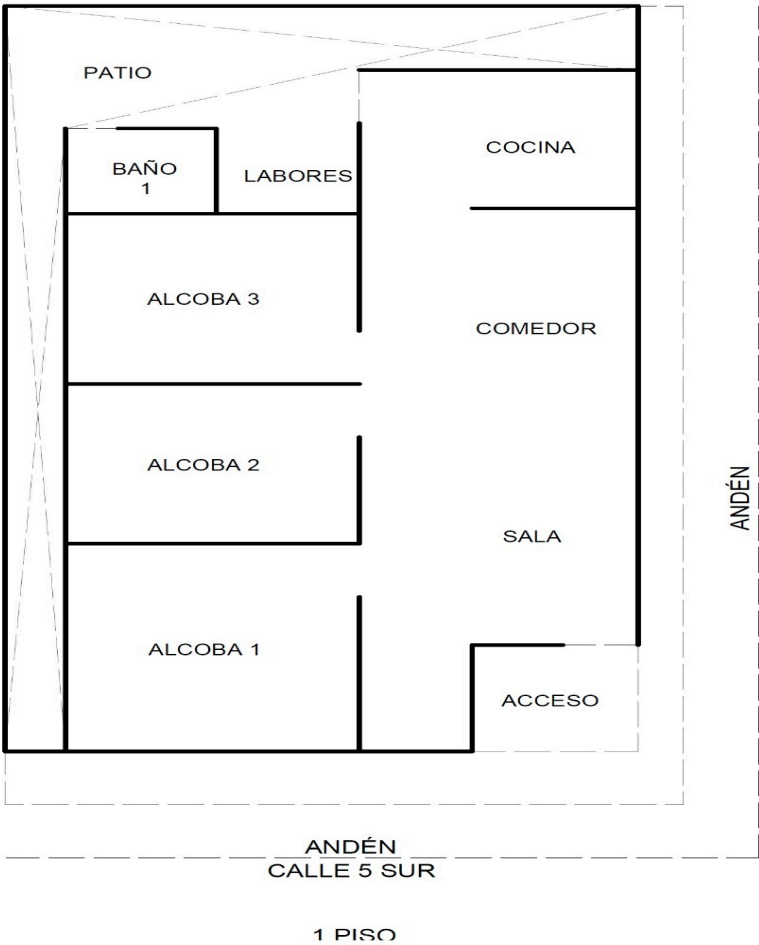 PATIO
COCINA
BAÑO
1
LABORES
ALCOBA 3
COMEDOR
ALCOBA 2
ANDÉN
SALA
ALCOBA 1
ACCESO
ANDÉN
CALLE 5 SUR
1 PISO